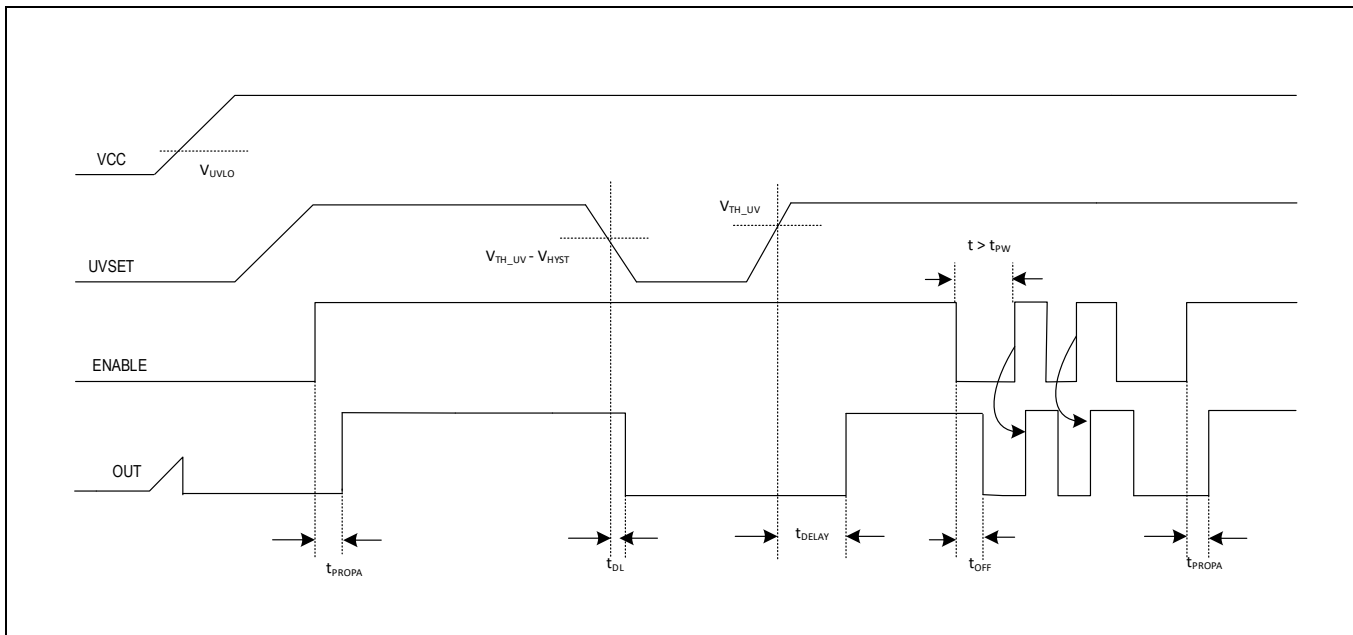 VCC
VUVLO
VTH_UV
t > tPW
VTH_UV - VHYST
UVSET
ENABLE
OUT
tDELAY
tPROPA
tDL
tOFF
tPROPA